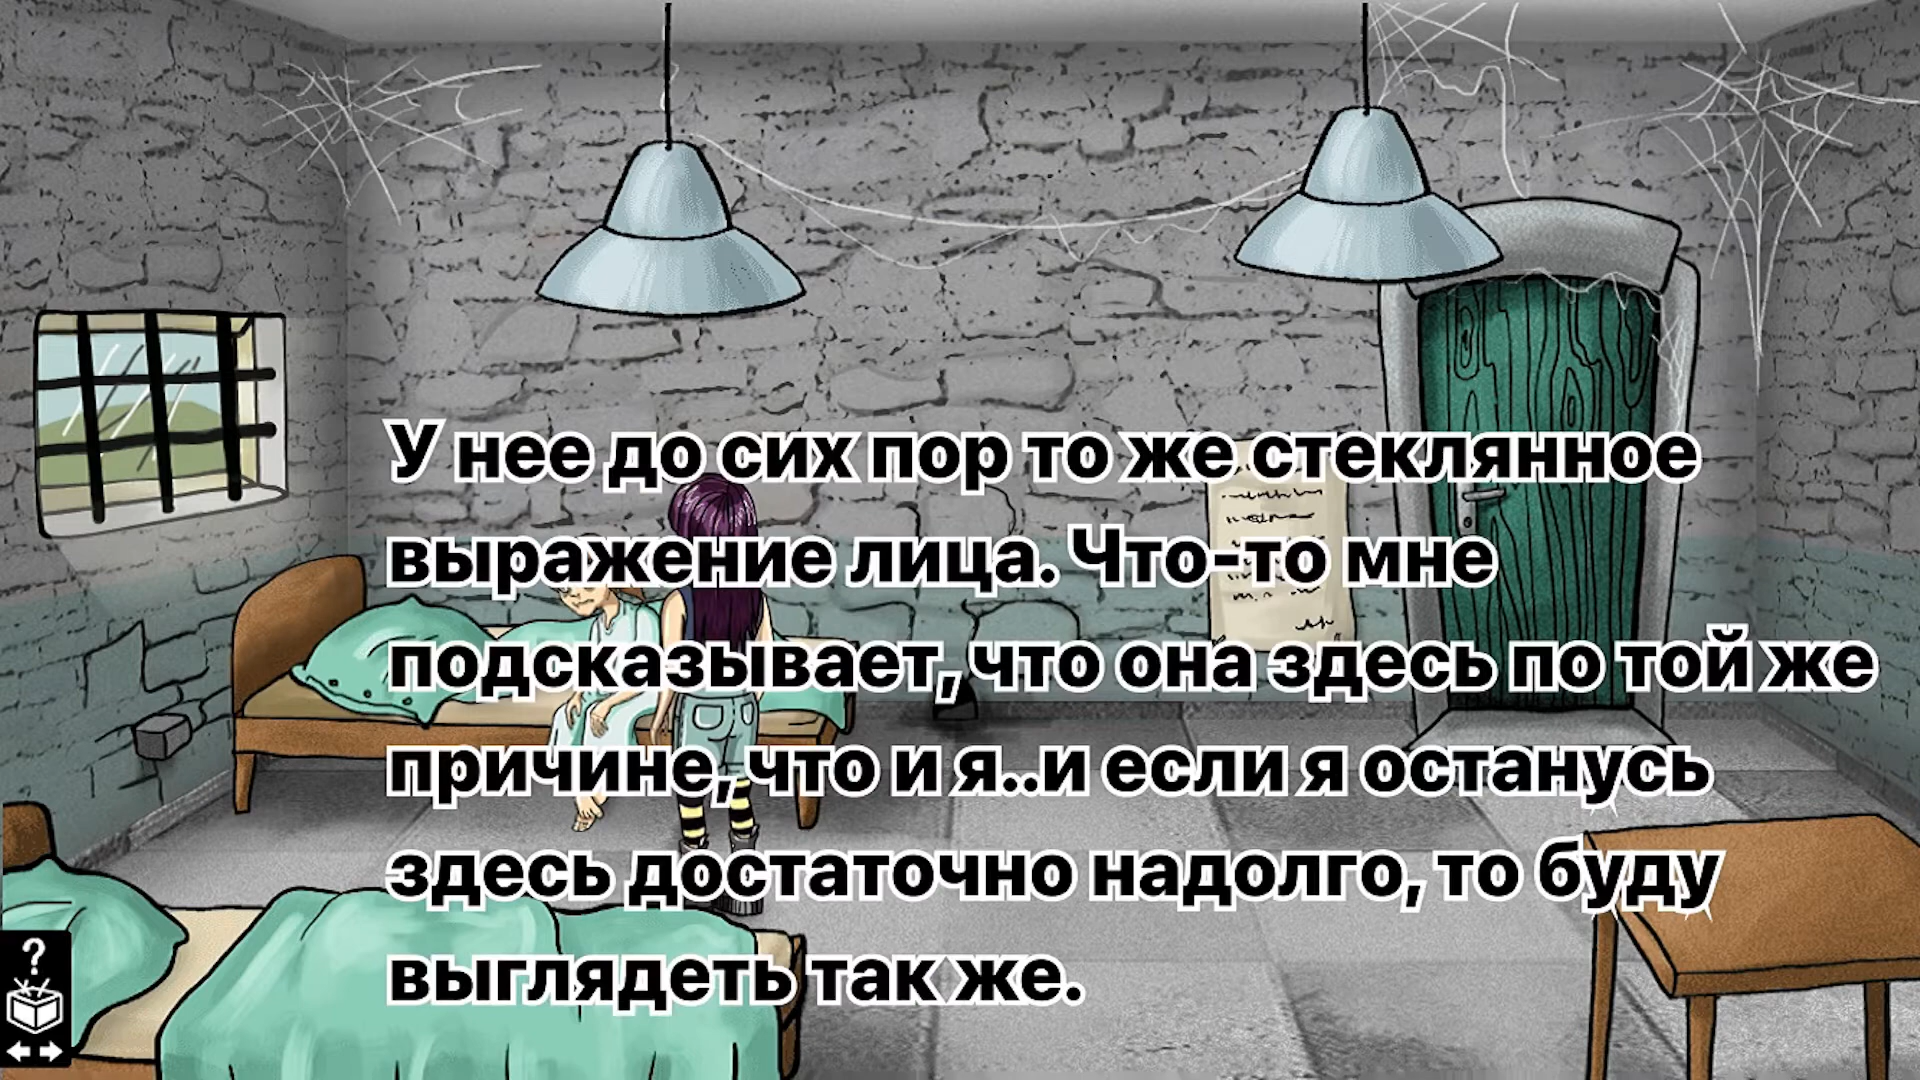 У нее до сих пор то же стеклянное
выражение лица. Что-то мне
подсказывает, что она здесь по той же
причине, что и я..и если я останусь
здесь достаточно надолго, то буду
выглядеть так же.
?